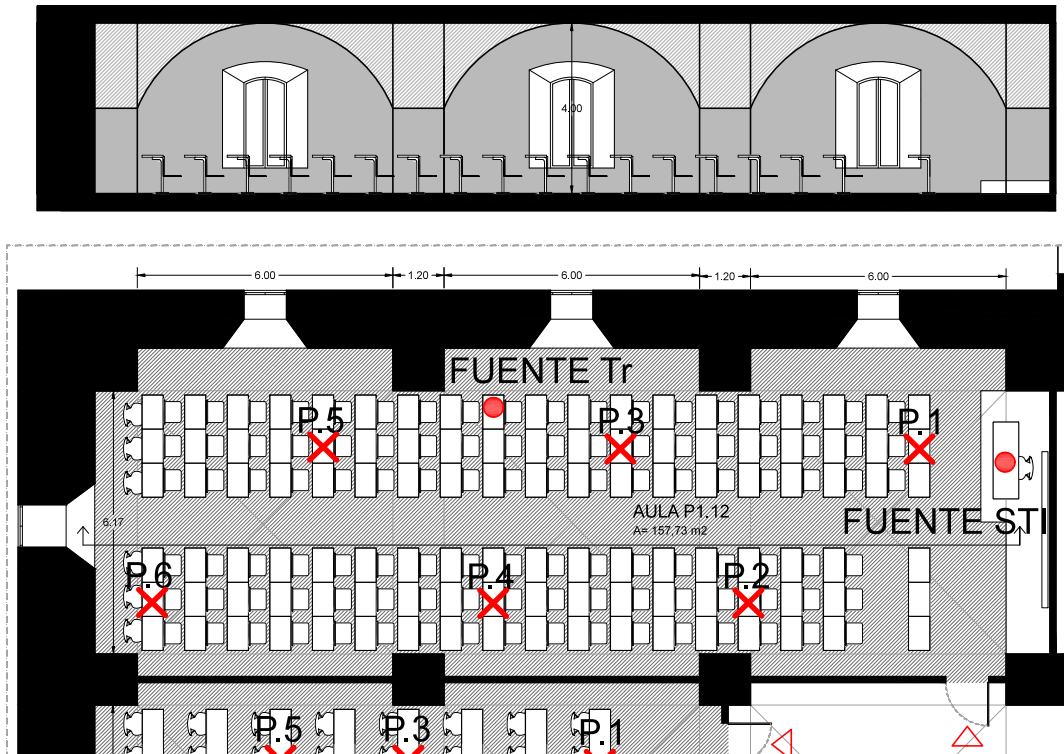 4.00
6.00
1.20
6.00
1.20
6.00
FUENTE Tr
P.5
P.3
P.1
6.17
AULA P1.12
A= 157,73 m2
FUENTE STI
P.6
P.4
P.2
P.5
P.3
P.1